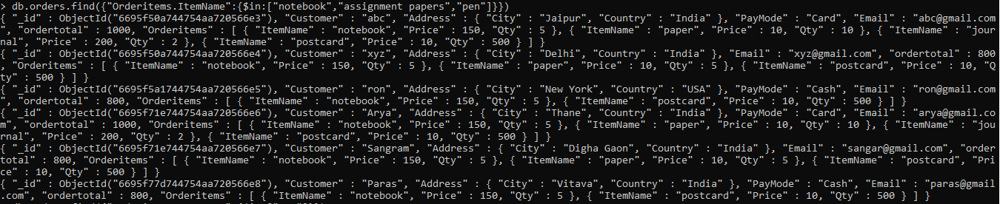 > db.orders.find({"Orderitems.ItemName":{$in:["notebook","assignment papers","pen"]}})
{ "_id" : ObjectId("6695f50a744754aa720566e3"), "Customer" : "abc", "Address" : { "City" : "Jaipur", "Country" : "India" }, "PayMode" : "Card", "Email" : "abc@gmail.com
", "ordertotal" : 1000, "Orderitems" : [ { "ItemName" : "notebook", "Price" : 150, "Qty" : 5 }, { "ItemName" : "paper", "Price" : 10, "Qty" : 10 }, { "ItemName" : "jour
nal", "Price" : 200, "Qty" : 2 }, { "ItemName" : "postcard", "Price" : 10, "Qty" : 500 } ] }
{ "_id" : ObjectId("6695f50a744754aa720566e4"), "Customer" : "xyz", "Address" : { "City" : "Delhi", "Country" : "India" }, "Email" : "xyz@gmail.com", "ordertotal" : 800
, "Orderitems" : [ { "ItemName" : "notebook", "Price" : 150, "Qty" : 5 }, { "ItemName" : "paper", "Price" : 10, "Qty" : 5 }, { "ItemName" : "postcard", "Price" : 10, "Q
ty" : 500 } ] }
{ "_id" : ObjectId("6695f5a1744754aa720566e5"), "Customer" : "ron", "Address" : { "City" : "New York", "Country" : "USA" }, "PayMode" : "Cash", "Email" : "ron@gmail.com
", "ordertotal" : 800, "Orderitems" : [ { "ItemName" : "notebook", "Price" : 150, "Qty" : 5 }, { "ItemName" : "postcard", "Price" : 10, "Qty" : 500 } ] }
{ "_id" : ObjectId("6695f71e744754aa720566e6"), "Customer" : "Arya", "Address" : { "City" : "Thane", "Country" : "India" }, "PayMode" : "Card", "Email" : "arya@gmail.co
m", "ordertotal" : 1000, "Orderitems" : [ { "ItemName" : "notebook", "Price" : 150, "Qty" : 5 }, { "ItemName" : "paper", "Price" : 10, "Qty" : 10 }, { "ItemName" : "jou
rnal", "Price" : 200, "Qty" : 2 }, { "ItemName" : "postcard", "Price" : 10, "Qty" : 500 } ] }
{ "_id" : ObjectId("6695f71e744754aa720566e7"), "Customer" : "Sangram", "Address" : { "City" : "Digha Gaon", "Country" : "India" }, "Email" : "sangar@gmail.com", "order
total" : 800, "Orderitems" : [ { "ItemName" : "notebook", "Price" : 150, "Qty" : 5 }, { "ItemName" : "paper", "Price" : 10, "Qty" : 5 }, { "ItemName" : "postcard", "Pri
ce" : 10, "Qty" : 500 } ] }
{ "_id" : ObjectId("6695f77d744754aa720566e8"), "Customer" : "Paras", "Address" : { "City" : "Vitava", "Country" : "India" }, "PayMode" : "Cash", "Email" : "paras@gmail
.com", "ordertotal" : 800, "Orderitems" : [ { "ItemName" : "notebook", "Price" : 150, "Qty" : 5 }, { "ItemName" : "postcard", "Price" : 10, "Qty" : 500 } ] }